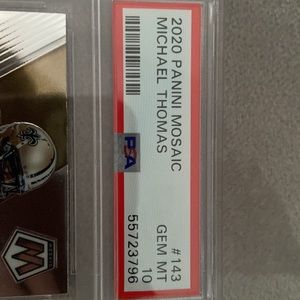 2020 PANINI MOSAIC #143
MICHAEL THOMAS GEM MT
10
PSA 55723796
M